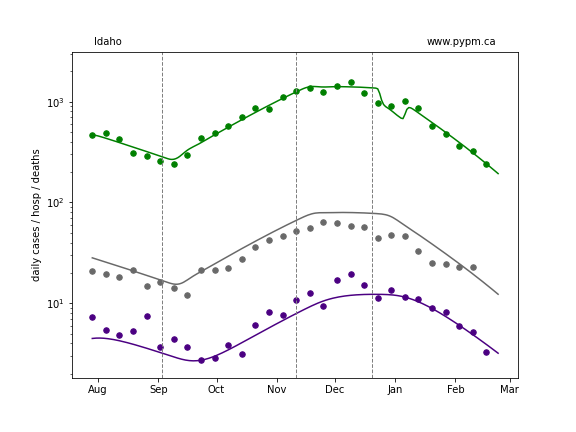 Idaho www.pypm.ca
daily cases / hosp / deaths
10³
10²
10¹
Aug Sep Oct Nov Dec Jan Feb Mar